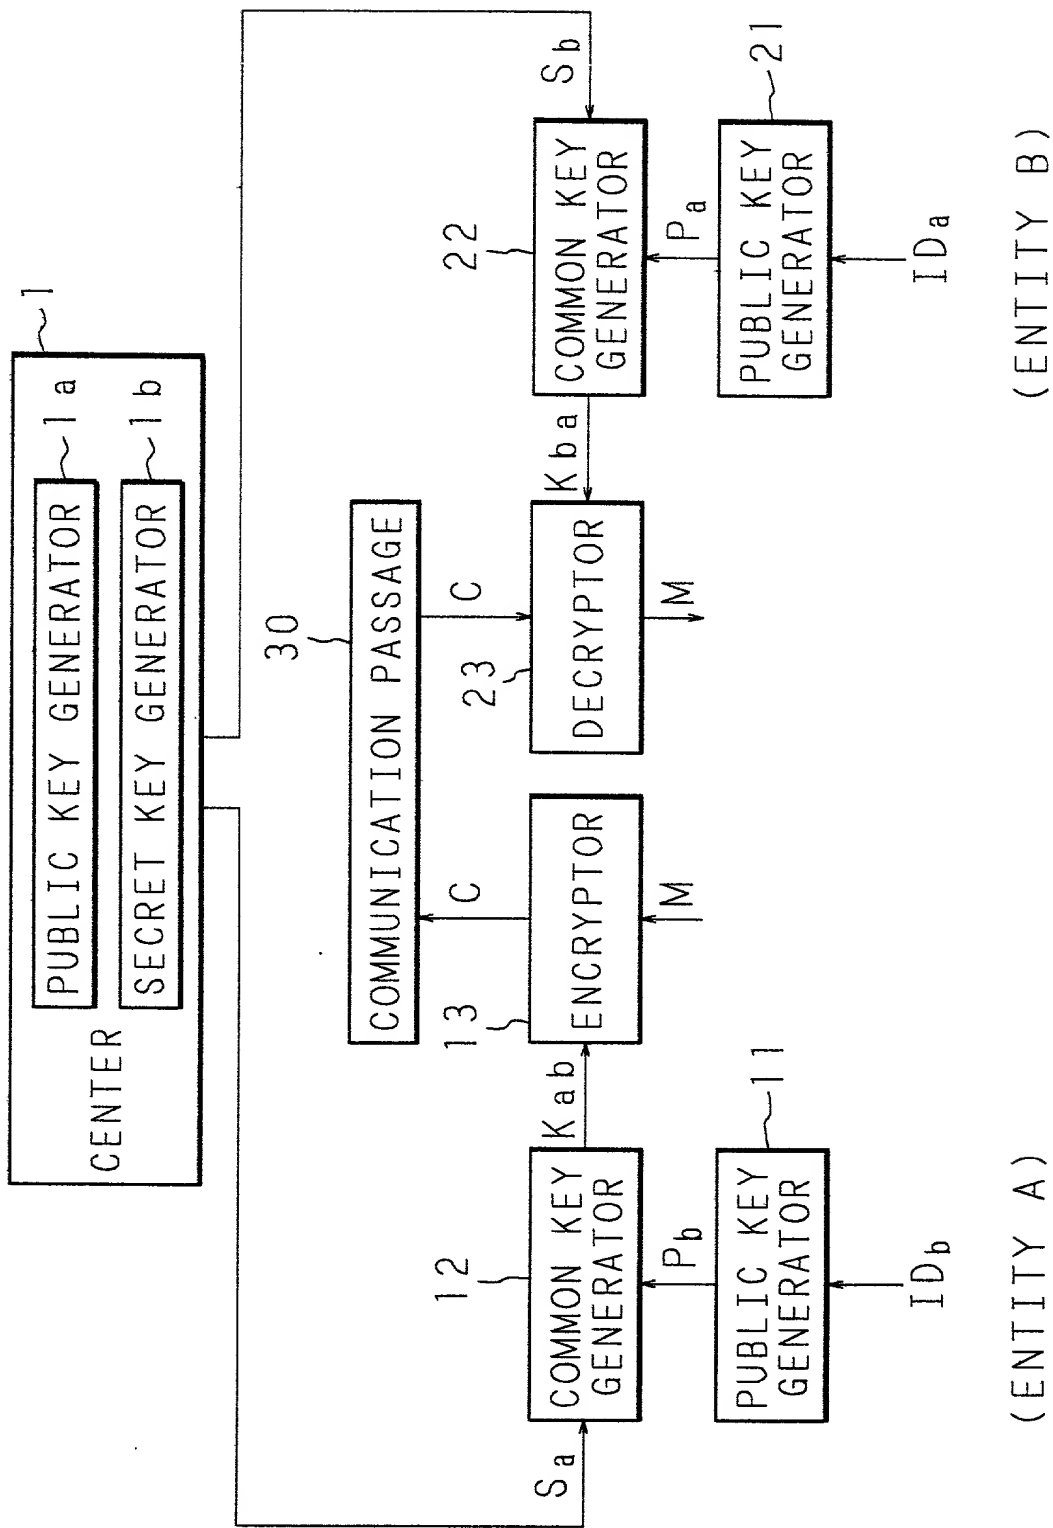 1
CENTER
PUBLIC KEY GENERATOR
1a
SECRET KEY GENERATOR
1b
30
COMMUNICATION PASSAGE
Sa
12
COMMON KEY
GENERATOR
Kab
13
ENCRYPTOR
C
M
23
DECRYPTOR
C
M
Kba
22
COMMON KEY
GENERATOR
Sb
Pb
PUBLIC KEY
GENERATOR
11
IDb
Pa
PUBLIC KEY
GENERATOR
21
IDa
(ENTITY A)
(ENTITY B)